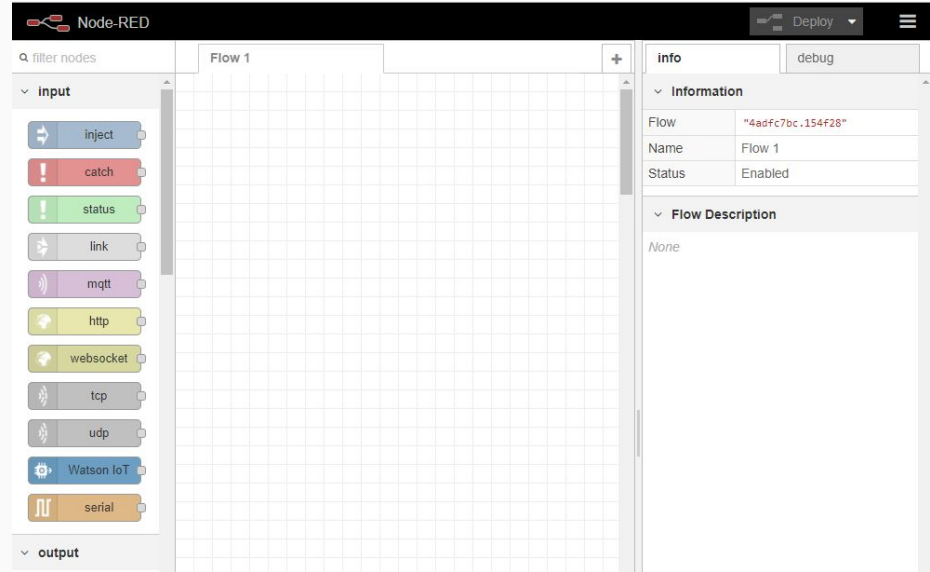 Node-RED
Deploy
filter nodes
Flow 1
info
debug
input
inject
catch
status
link
mqtt
http
websocket
tcp
udp
Watson IoT
serial
output
Information
Flow "4adfc7bc.154f28"
Name Flow 1
Status Enabled
Flow Description
None